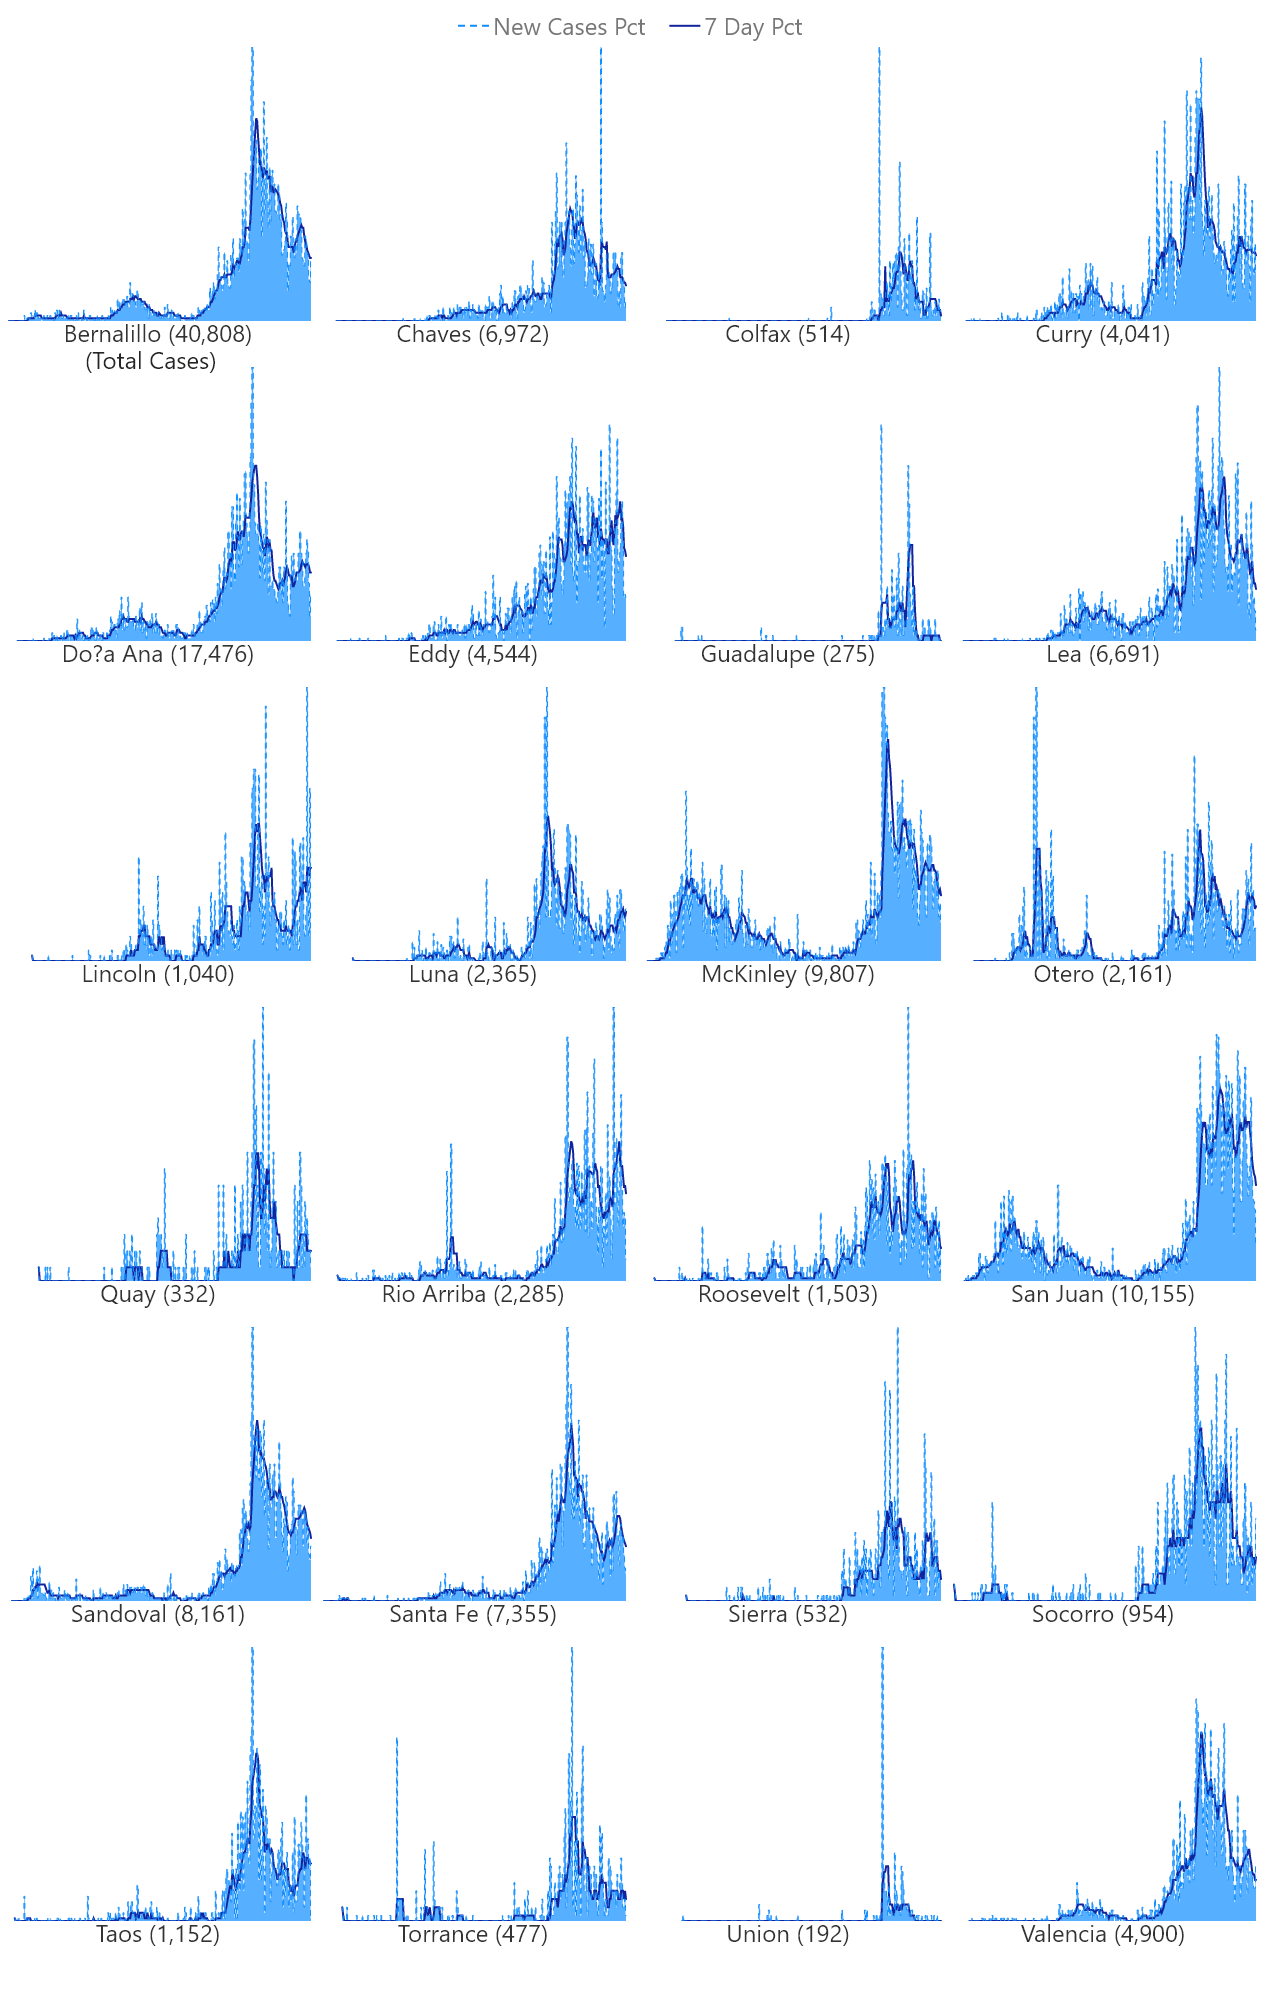 New Cases Pct 7 Day Pct
Bernalillo (40,808) Chaves (6,972) Colfax (514) Curry (4,041)
(Total Cases)
Do?a Ana (17,476) Eddy (4,544) Guadalupe (275) Lea (6,691)
Lincoln (1,040) Luna (2,365) McKinley (9,807) Otero (2,161)
Quay (332) Rio Arriba (2,285) Roosevelt (1,503) San Juan (10,155)
Sandoval (8,161) Santa Fe (7,355) Sierra (532) Socorro (954)
Taos (1,152) Torrance (477) Union (192) Valencia (4,900)